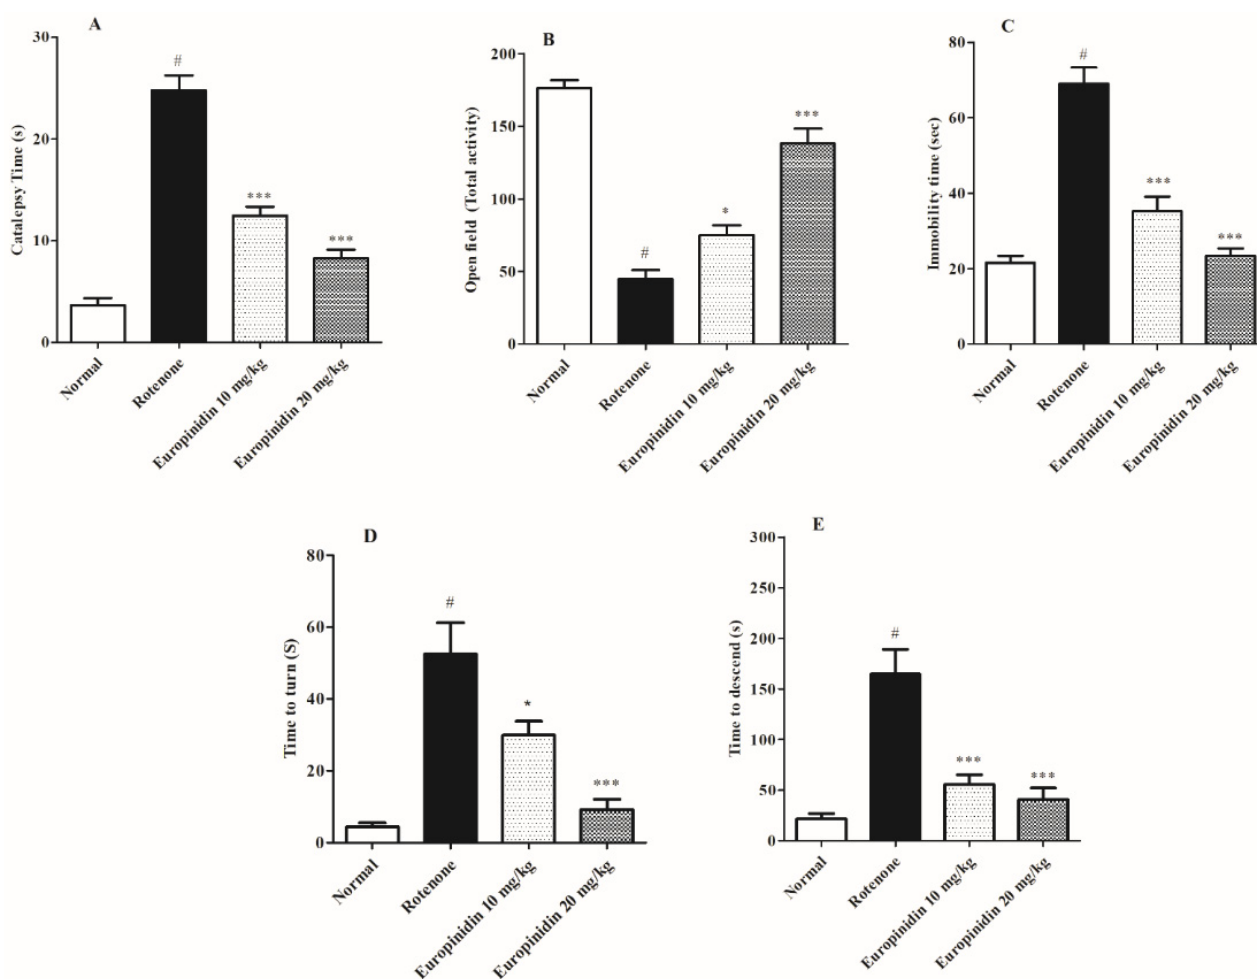 A
Catalepsy Time (s)
30
20
10
0
#
***
***
Normal
Rotenone
Europinidin 10 mg/kg
Europinidin 20 mg/kg
B
Open field (Total activity)
200
150
100
50
0
#
*
***
Normal
Rotenone
Europinidin 10 mg/kg
Europinidin 20 mg/kg
C
Immobility time (sec)
80
60
40
20
0
#
***
***
Normal
Rotenone
Europinidin 10 mg/kg
Europinidin 20 mg/kg
D
Time to turn (S)
80
60
40
20
0
#
*
***
Normal
Rotenone
Europinidin 10 mg/kg
Europinidin 20 mg/kg
E
Time to descend (s)
300
250
200
150
100
50
0
#
***
***
Normal
Rotenone
Europinidin 10 mg/kg
Europinidin 20 mg/kg